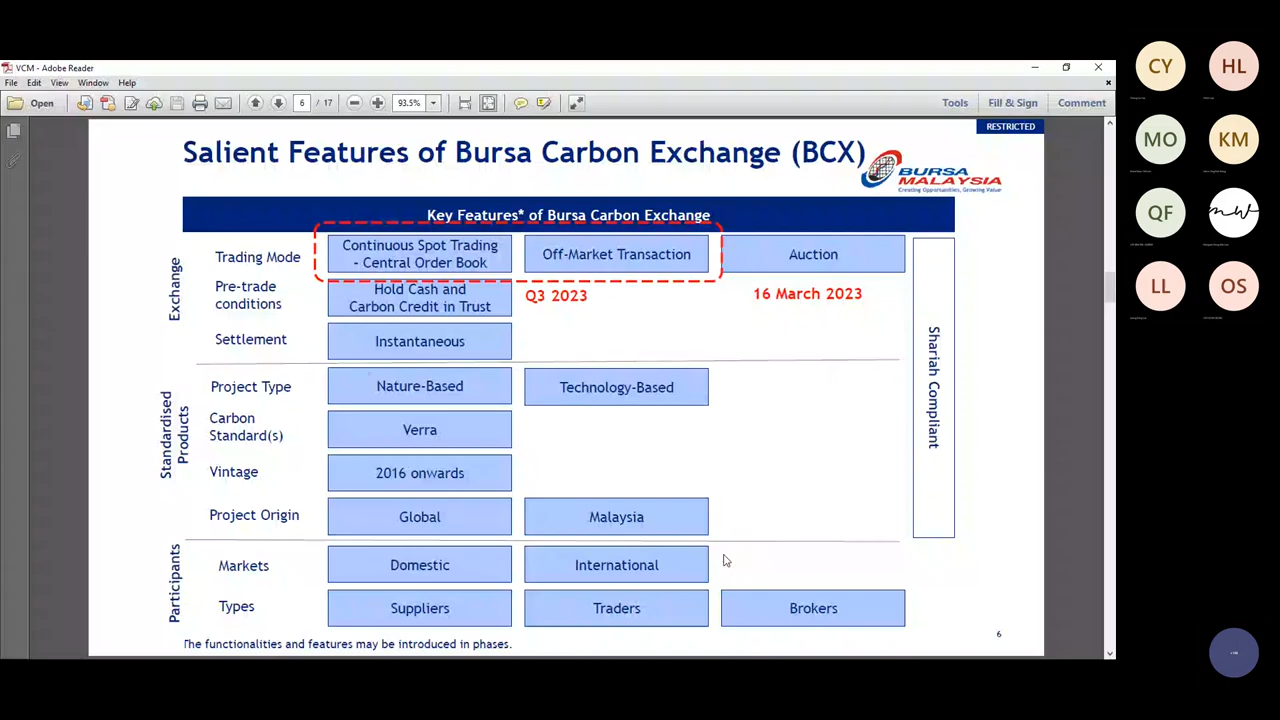 VCM - Adobe Reader
File Edit View Window Help
Open 6 / 17 93.5% Tools Fill & Sign Comment
RESTRICTED
Salient Features of Bursa Carbon Exchange (BCX)
BURSA
MALAYSIA
Creating Opportunities, Growing Value
Key Features* of Bursa Carbon Exchange
Exchange
Trading Mode
Continuous Spot Trading
- Central Order Book
Off-Market Transaction
Auction
Pre-trade
conditions
Hold Cash and
Carbon Credit in Trust
Q3 2023
16 March 2023
Settlement
Instantaneous
Shariah Compliant
Standardised
Products
Project Type
Nature-Based
Technology-Based
Carbon
Standard(s)
Verra
Vintage
2016 onwards
Project Origin
Global
Malaysia
Participants
Markets
Domestic
International
Types
Suppliers
Traders
Brokers
The functionalities and features may be introduced in phases.
6
CY
HL
MO
KM
QF
LL
OS